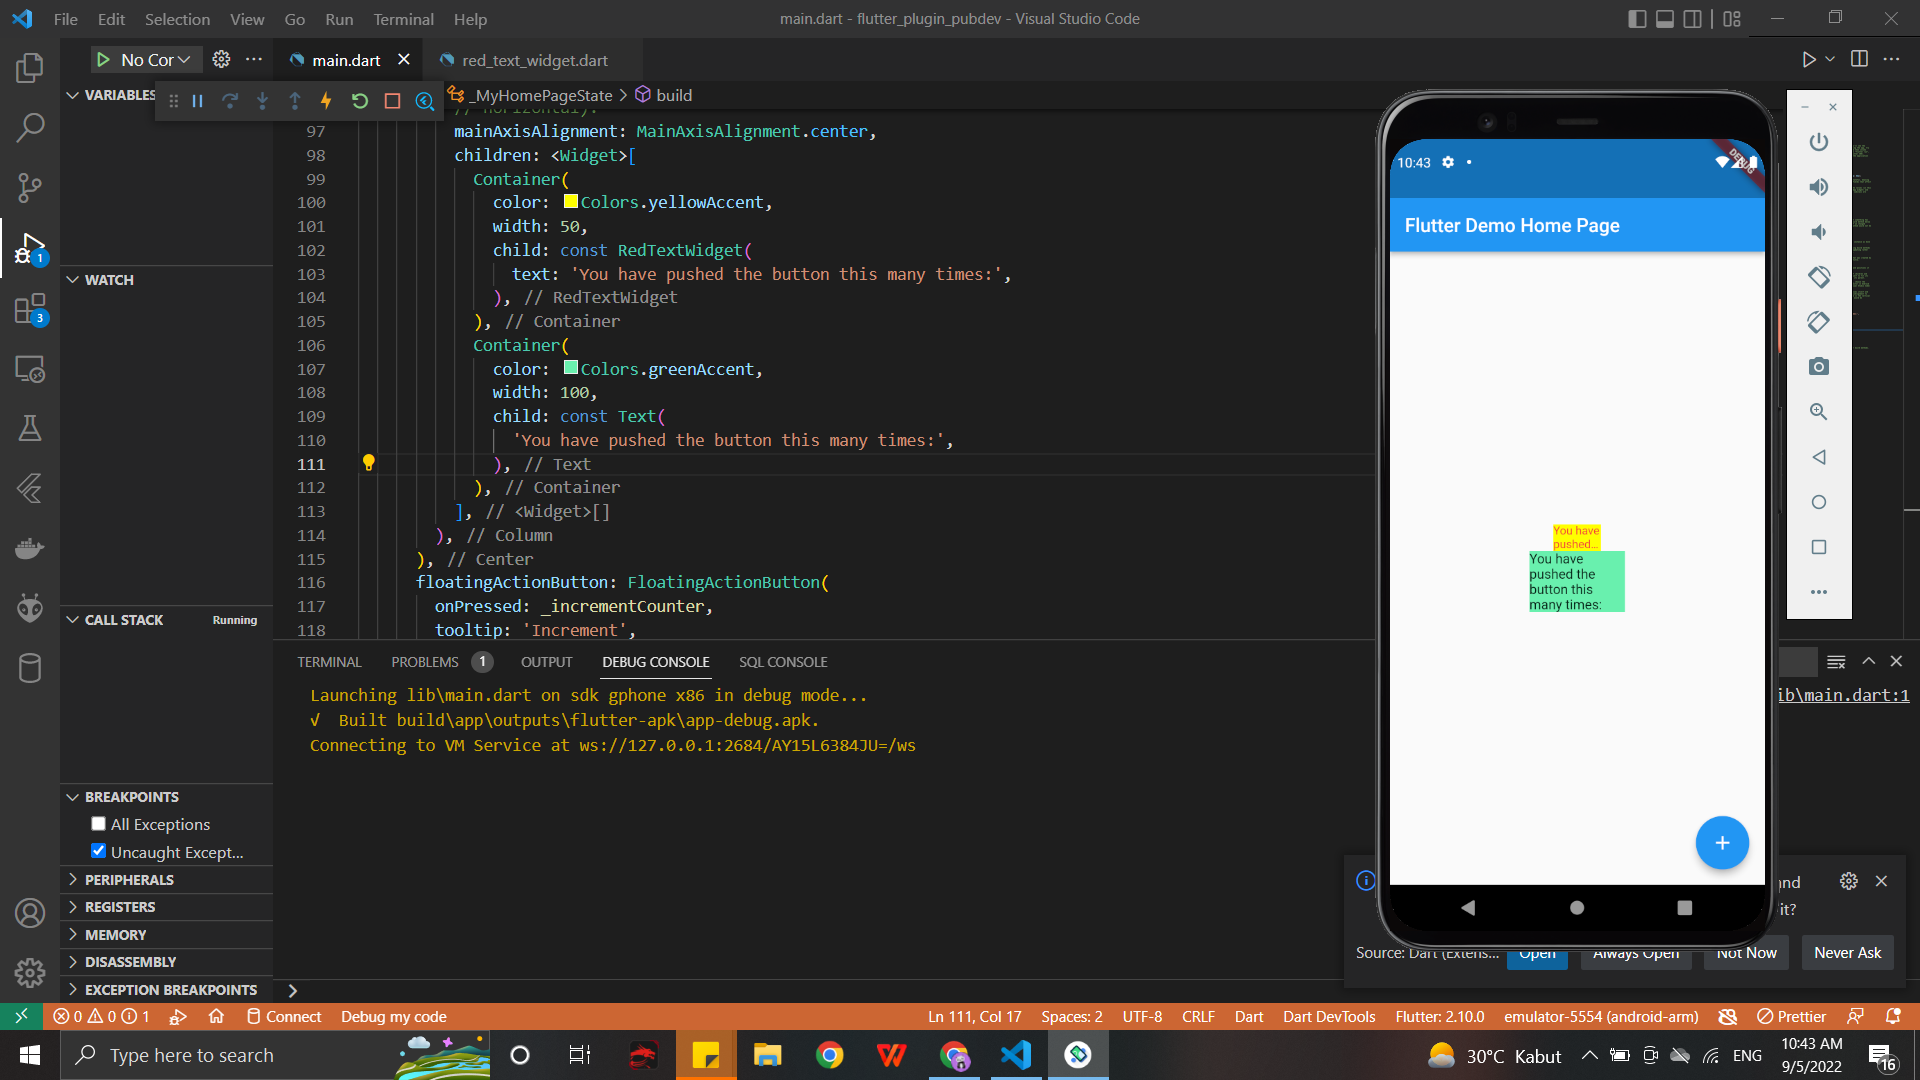 File Edit Selection View Go Run Terminal Help
main.dart - flutter_plugin_pubdev - Visual Studio Code
No Cor
main.dart
red_text_widget.dart
VARIABLES
_MyHomePageState > build
97 mainAxisAlignment: MainAxisAlignment.center,
98 children: <Widget>[
99 Container(
100 color: Colors.yellowAccent,
101 width: 50,
102 child: const RedTextWidget(
103 text: 'You have pushed the button this many times:',
104 ), // RedTextWidget
105 ), // Container
106 Container(
107 color: Colors.greenAccent,
108 width: 100,
109 child: const Text(
110 'You have pushed the button this many times:',
111 ), // Text
112 ), // Container
113 ], // <Widget>[]
114 ), // Column
115 ), // Center
116 floatingActionButton: FloatingActionButton(
117 onPressed: _incrementCounter,
118 tooltip: 'Increment',
1
3
WATCH
CALL STACK Running
BREAKPOINTS
All Exceptions
Uncaught Except...
PERIPHERALS
REGISTERS
MEMORY
DISASSEMBLY
EXCEPTION BREAKPOINTS
TERMINAL PROBLEMS 1 OUTPUT DEBUG CONSOLE SQL CONSOLE
Launching lib\main.dart on sdk gphone x86 in debug mode...
√ Built build\app\outputs\flutter-apk\app-debug.apk.
Connecting to VM Service at ws://127.0.0.1:2684/AY15L6384JU=/ws
ib\main.dart:1
10:43
DEBUG
Flutter Demo Home Page
You have
pushed...
You have
pushed the
button this
many times:
+
it?
Source: Dart (Extens... Open Always Open Not Now Never Ask
0 0 1 Connect Debug my code
Ln 111, Col 17 Spaces: 2 UTF-8 CRLF Dart Dart DevTools Flutter: 2.10.0 emulator-5554 (android-arm) Prettier
Type here to search
30°C Kabut
ENG
10:43 AM
9/5/2022
16